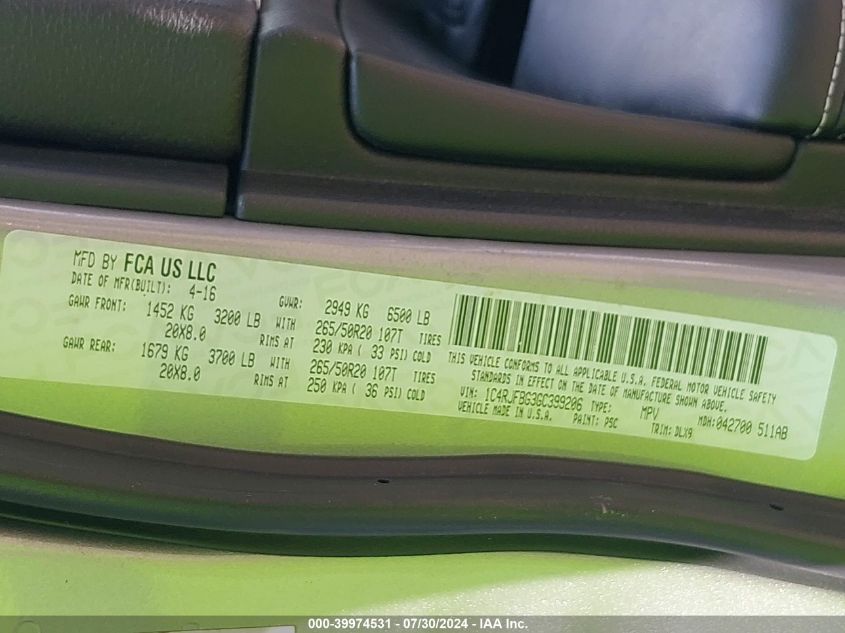 MFD BY FCA US LLC
DATE OF MFR(BUILT): 4-16 GVWR: 2949 KG 6500 LB
GAWR FRONT: 1452 KG 3200 LB WITH 265/50R20 107T TIRES
20X8.0 RIMS AT 230 KPA ( 33 PSI) COLD
GAWR REAR: 1679 KG 3700 LB WITH 265/50R20 107T TIRES
20X8.0 RIMS AT 250 KPA ( 36 PSI) COLD
THIS VEHICLE CONFORMS TO ALL APPLICABLE U.S.A. FEDERAL MOTOR VEHICLE SAFETY
STANDARDS IN EFFECT ON THE DATE OF MANUFACTURE SHOWN ABOVE.
VIN: 1C4RJFBG3GC399206 TYPE: MPV MDH:042700 511AB
VEHICLE MADE IN U.S.A. PAINT: PSC TRIM: DLX9
000-39974531 - 07/30/2024 - IAA Inc.